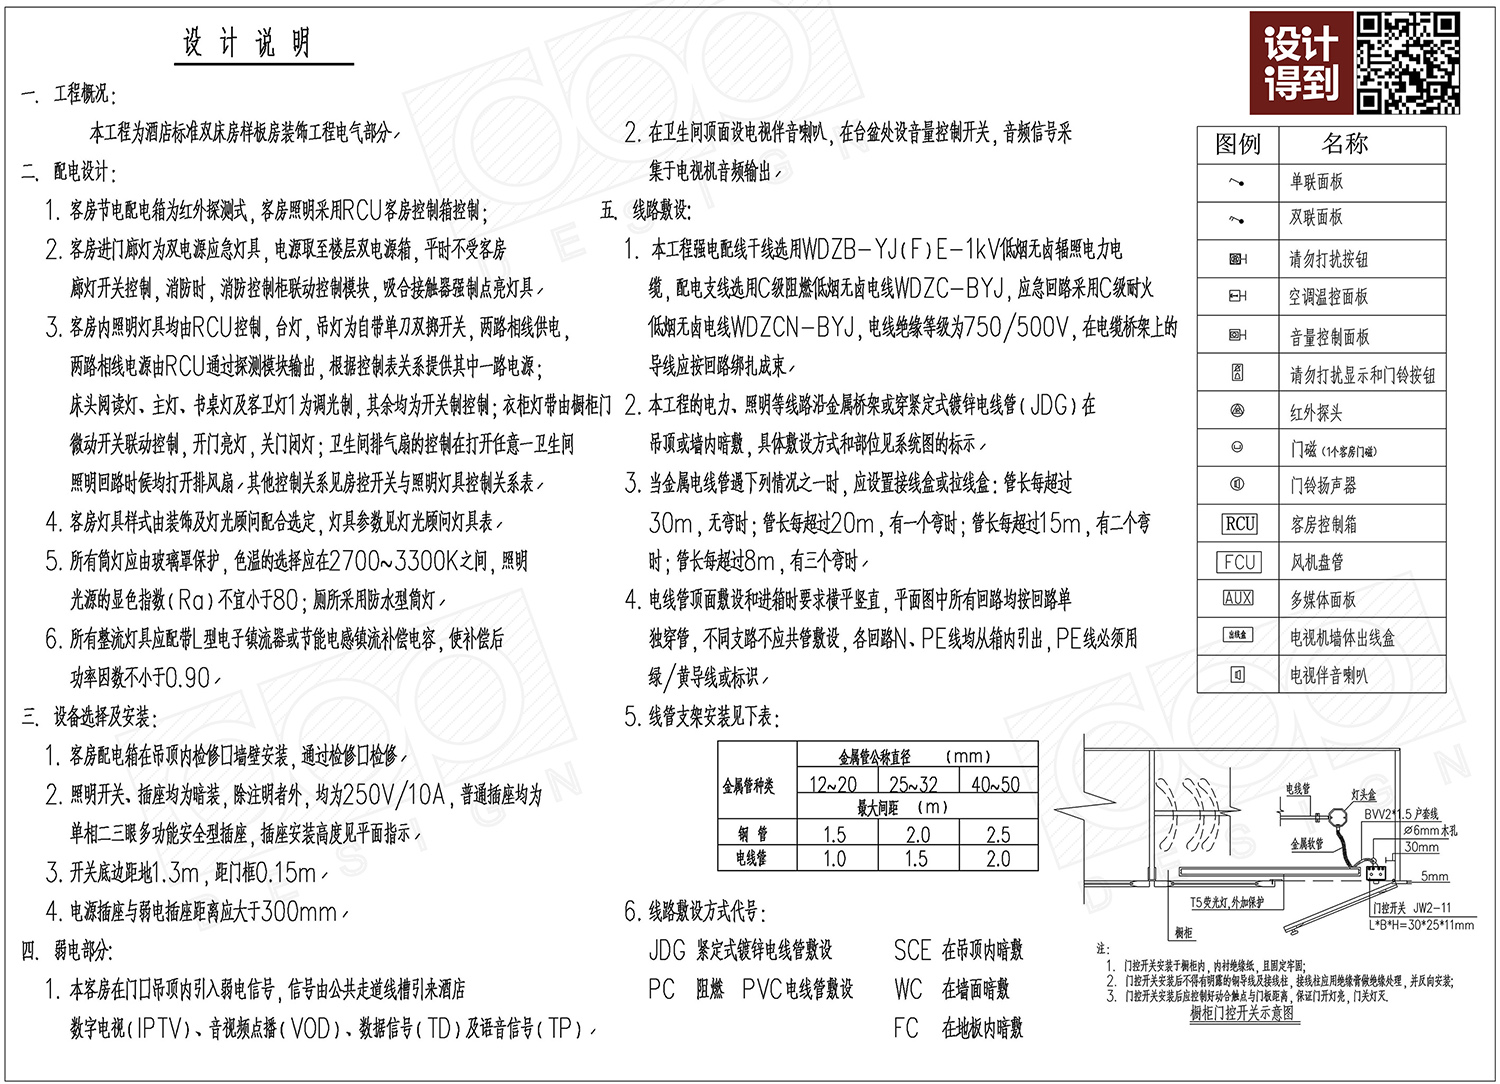 设计说明
一. 工程概况:
本工程为酒店标准双床房样板房装饰工程电气部分.
二. 配电设计:
1. 客房节电配电箱为红外探测式, 客房照明采用RCU客房控制箱控制;
2. 客房进门廊灯为双电源应急灯具, 电源取至楼层双电源箱, 平时不受客房
廊灯开关控制, 消防时, 消防控制柜联动控制模块, 吸合接触器强制点亮灯具.
3. 客房内照明灯具均由RCU控制, 台灯, 吊灯为自带单刀双掷开关, 两路相线供电,
两路相线电源由RCU通过探测模块输出, 根据控制表关系提供其中一路电源;
床头阅读灯、主灯、书桌灯及客卫灯1为调光制, 其余均为开关制控制; 衣柜灯带由橱柜门
微动开关联动控制, 开门亮灯, 关门闭灯; 卫生间排气扇的控制在打开任意一卫生间
照明回路时候均打开排风扇. 其他控制关系见房控开关与照明灯具控制关系表.
4. 客房灯具样式由装饰及灯光顾问配合选定, 灯具参数见灯光顾问灯具表.
5. 所有筒灯应由玻璃罩保护, 色温的选择应在2700~3300K之间, 照明
光源的显色指数(Ra)不宜小于80; 厕所采用防水型筒灯.
6. 所有整流灯具应配带L型电子镇流器或节能电感镇流补偿电容, 使补偿后
功率因数不小于0.90.
三. 设备选择及安装:
1. 客房配电箱在吊顶内检修口墙壁安装, 通过检修口检修.
2. 照明开关、插座均为暗装, 除注明者外, 均为250V/10A, 普通插座均为
单相二三眼多功能安全型插座, 插座安装高度见平面指示.
3. 开关底边距地1.3m, 距门框0.15m.
4. 电源插座与弱电插座距离应大于300mm.
四. 弱电部分:
1. 本客房在门口吊顶内引入弱电信号, 信号由公共走道线槽引来酒店
数字电视(IPTV)、音视频点播(VOD)、数据信号(TD)及语音信号(TP).
2. 在卫生间顶面设电视伴音喇叭, 在台盆处设音量控制开关, 音频信号采
集于电视机音频输出.
五. 线路敷设:
1. 本工程强电配线干线选用WDZB-YJ(F)E-1kV低烟无卤辐照电力电
缆, 配电支线选用C级阻燃低烟无卤电线WDZC-BYJ, 应急回路采用C级耐火
低烟无卤电线WDZCN-BYJ, 电线绝缘等级为750/500V, 在电缆桥架上的
导线应按回路绑扎成束.
2. 本工程的电力、照明等线路沿金属桥架或穿紧定式镀锌电线管(JDG)在
吊顶或墙内暗敷, 具体敷设方式和部位见系统图的标示.
3. 当金属电线管遇下列情况之一时, 应设置接线盒或拉线盒: 管长每超过
30m, 无弯时; 管长每超过20m, 有一个弯时; 管长每超过15m, 有二个弯
时; 管长每超过8m, 有三个弯时.
4. 电线管顶面敷设和进箱时要求横平竖直, 平面图中所有回路均按回路单
独穿管, 不同支路不应共管敷设, 各回路N、PE线均从箱内引出, PE线必须用
绿/黄导线或标识.
5. 线管支架安装见下表:
金属管种类
金属管公称直径 (mm)
12~20 25~32 40~50
最大间距 (m)
钢管 1.5 2.0 2.5
电线管 1.0 1.5 2.0
6. 线路敷设方式代号:
JDG 紧定式镀锌电线管敷设 SCE 在吊顶内暗敷
PC 阻燃 PVC电线管敷设 WC 在墙面暗敷
FC 在地板内暗敷
设计
得到
图例 名称
单联面板
双联面板
请勿打扰按钮
空调温控面板
音量控制面板
请勿打扰显示和门铃按钮
红外探头
门磁 (1个客房门磁)
门铃扬声器
RCU 客房控制箱
FCU 风机盘管
AUX 多媒体面板
出线盒 电视机墙体出线盒
电视伴音喇叭
电线管
灯头盒
BVV2*1.5 户套线
Ø6mm木孔
金属软管
30mm
5mm
T5荧光灯,外加保护
门控开关 JW2-11
L*B*H=30*25*11mm
橱柜
注:
1. 门控开关安装于橱柜内, 内衬绝缘纸, 且固定牢固;
2. 门控开关安装后不得有明露的铜导线及接线柱, 接线柱应用绝缘膏做绝缘处理, 并反向安装;
3. 门控开关安装后应控制好动合触点与门板距离, 保证门开灯亮, 门关灯灭.
橱柜门控开关示意图
DESIGN
DESIGN
DESIGN